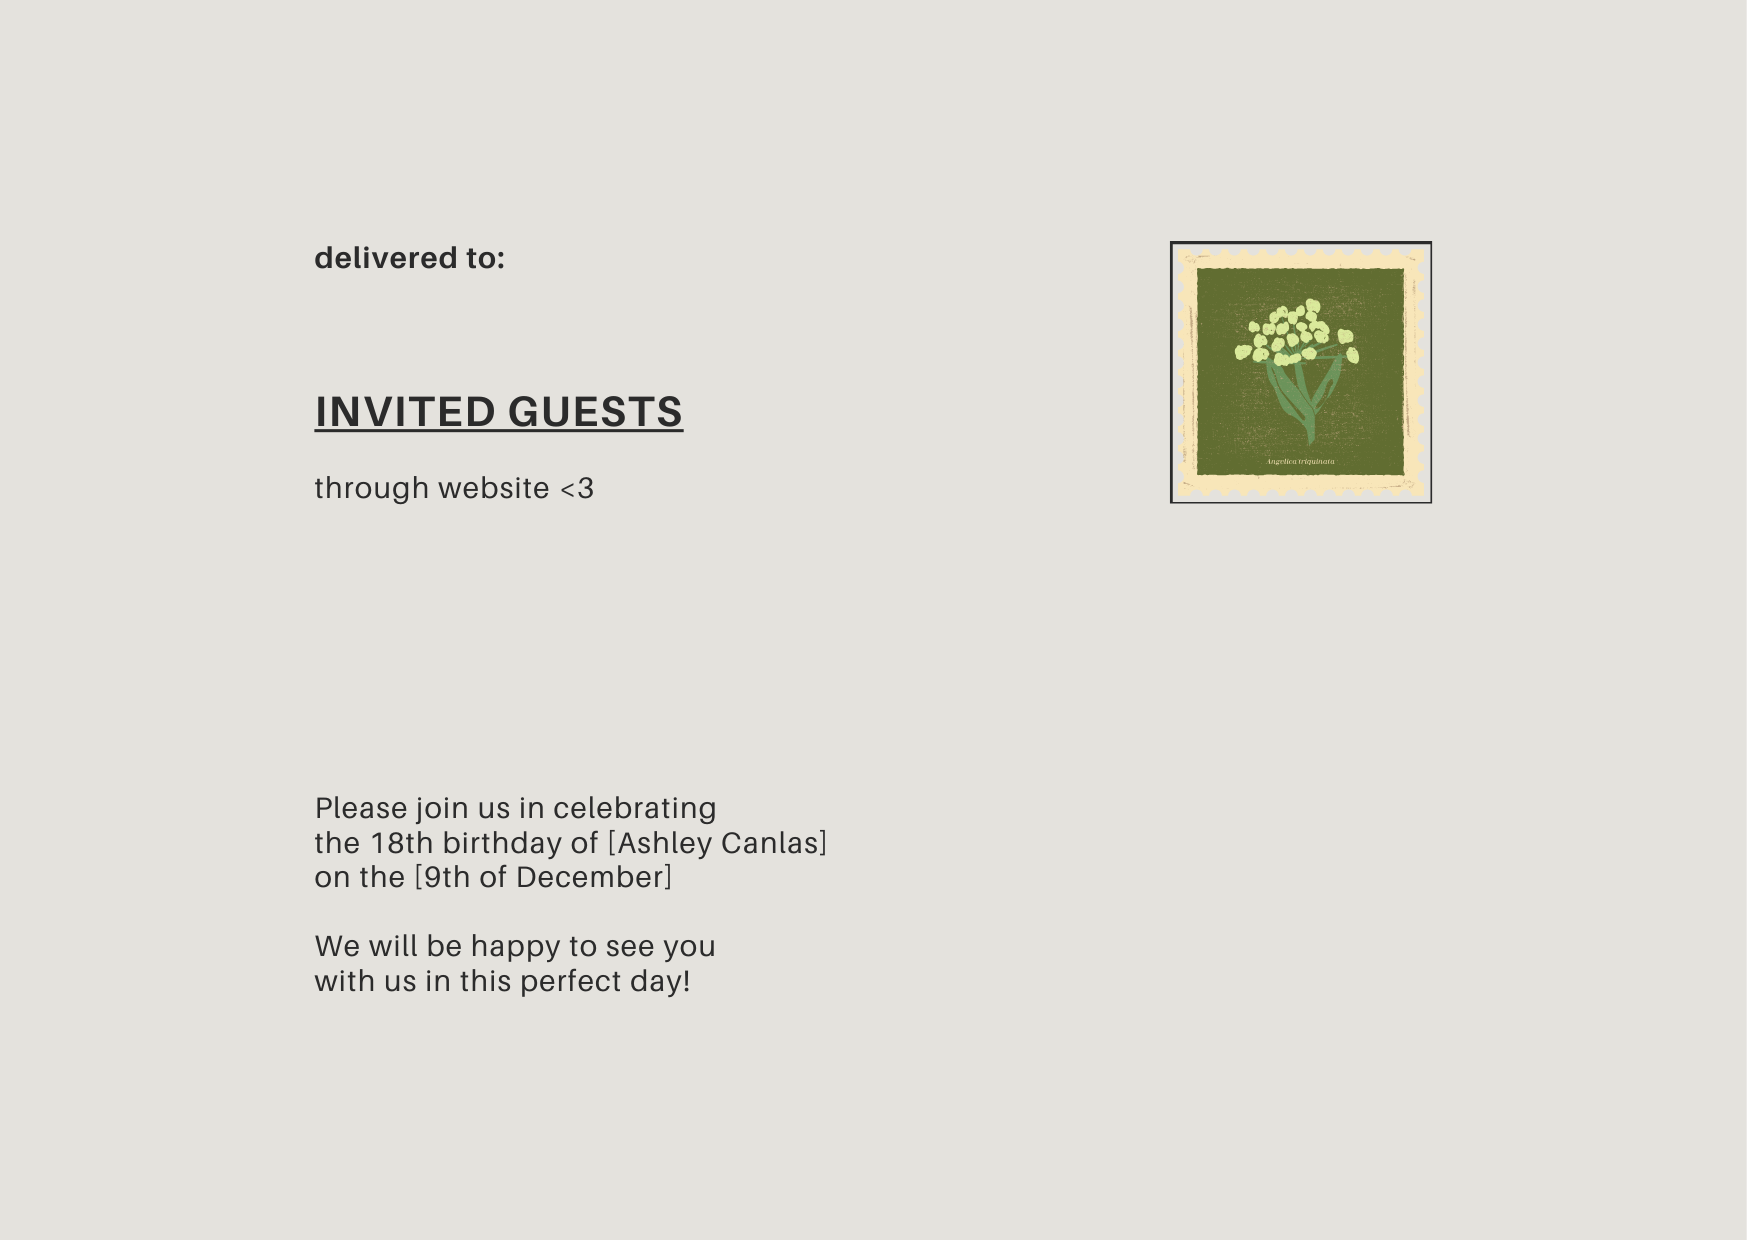 delivered to:
INVITED GUESTS
through website <3
Angelica triquinata
Please join us in celebrating
the 18th birthday of [Ashley Canlas]
on the [9th of December]
We will be happy to see you
with us in this perfect day!